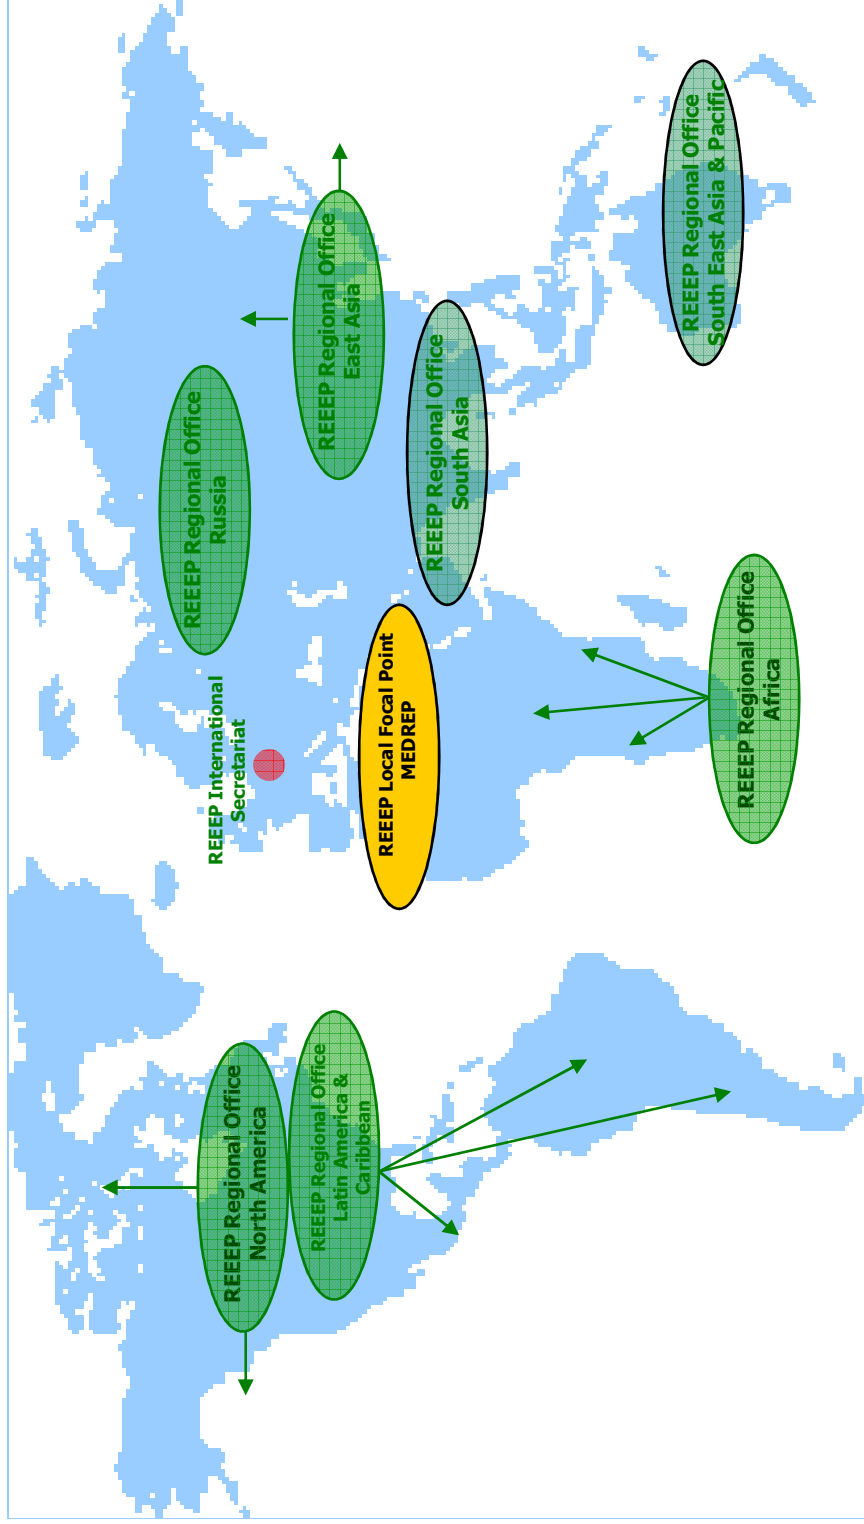 REEEP Regional Office
North America
REEEP Regional Office
Latin America &
Caribbean
REEEP International
Secretariat
REEEP Local Focal Point
MEDREP
REEEP Regional Office
Russia
REEEP Regional Office
East Asia
REEEP Regional Office
South Asia
REEEP Regional Office
Africa
REEEP Regional Office
South East Asia & Pacific